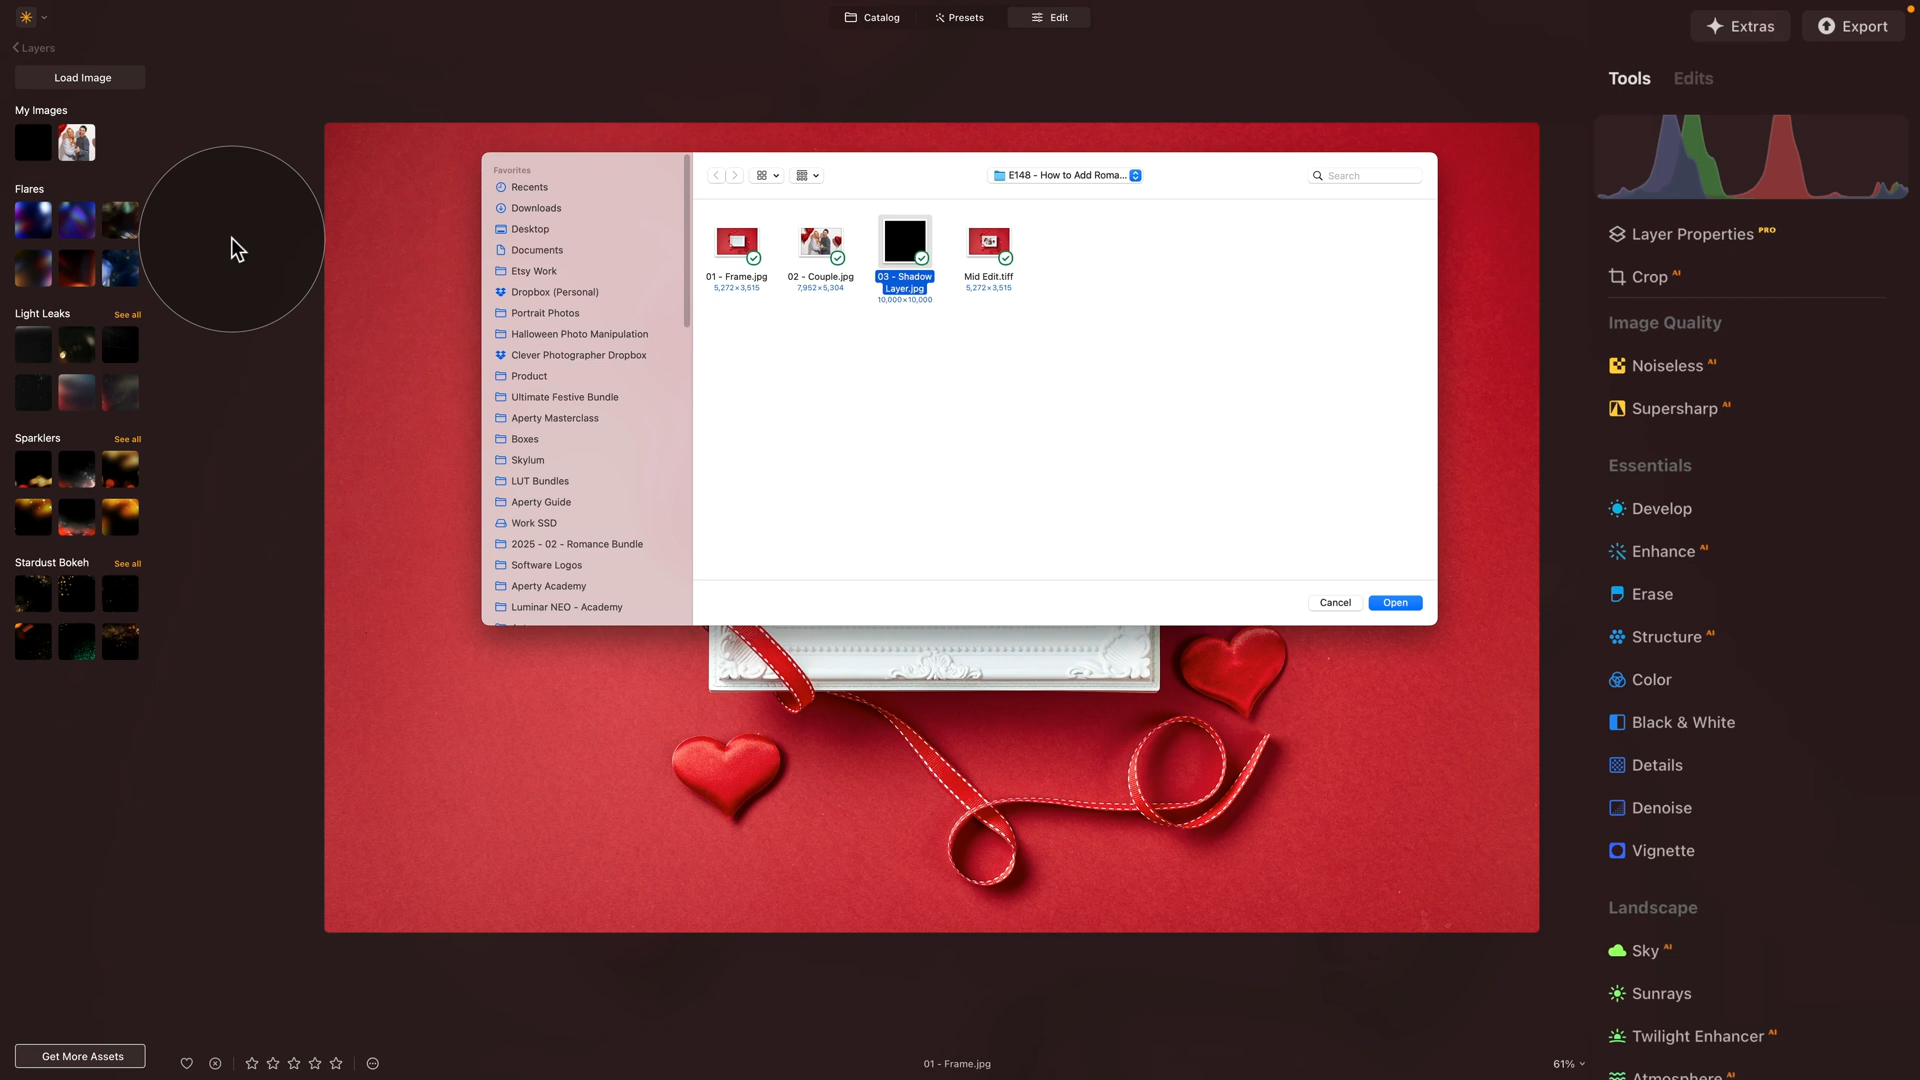 Catalog
Presets
Edit
Extras
Export
Layers
Load Image
My Images
Flares
Light Leaks
See all
Sparklers
See all
Stardust Bokeh
See all
Get More Assets
Favorites
Recents
Downloads
Desktop
Documents
Etsy Work
Dropbox (Personal)
Portrait Photos
Halloween Photo Manipulation
Clever Photographer Dropbox
Product
Ultimate Festive Bundle
Aperty Masterclass
Boxes
Skylum
LUT Bundles
Aperty Guide
Work SSD
2025 - 02 - Romance Bundle
Software Logos
Aperty Academy
Luminar NEO - Academy
E148 - How to Add Roma...
Search
01 - Frame.jpg
5,272×3,515
02 - Couple.jpg
7,952×5,304
03 - Shadow
Layer.jpg
10,000×10,000
Mid Edit.tiff
5,272×3,515
Cancel
Open
01 - Frame.jpg
61%
Tools
Edits
Layer Properties PRO
Crop AI
Image Quality
Noiseless AI
Supersharp AI
Essentials
Develop
Enhance AI
Erase
Structure AI
Color
Black & White
Details
Denoise
Vignette
Landscape
Sky AI
Sunrays
Twilight Enhancer AI
Atmosphere AI